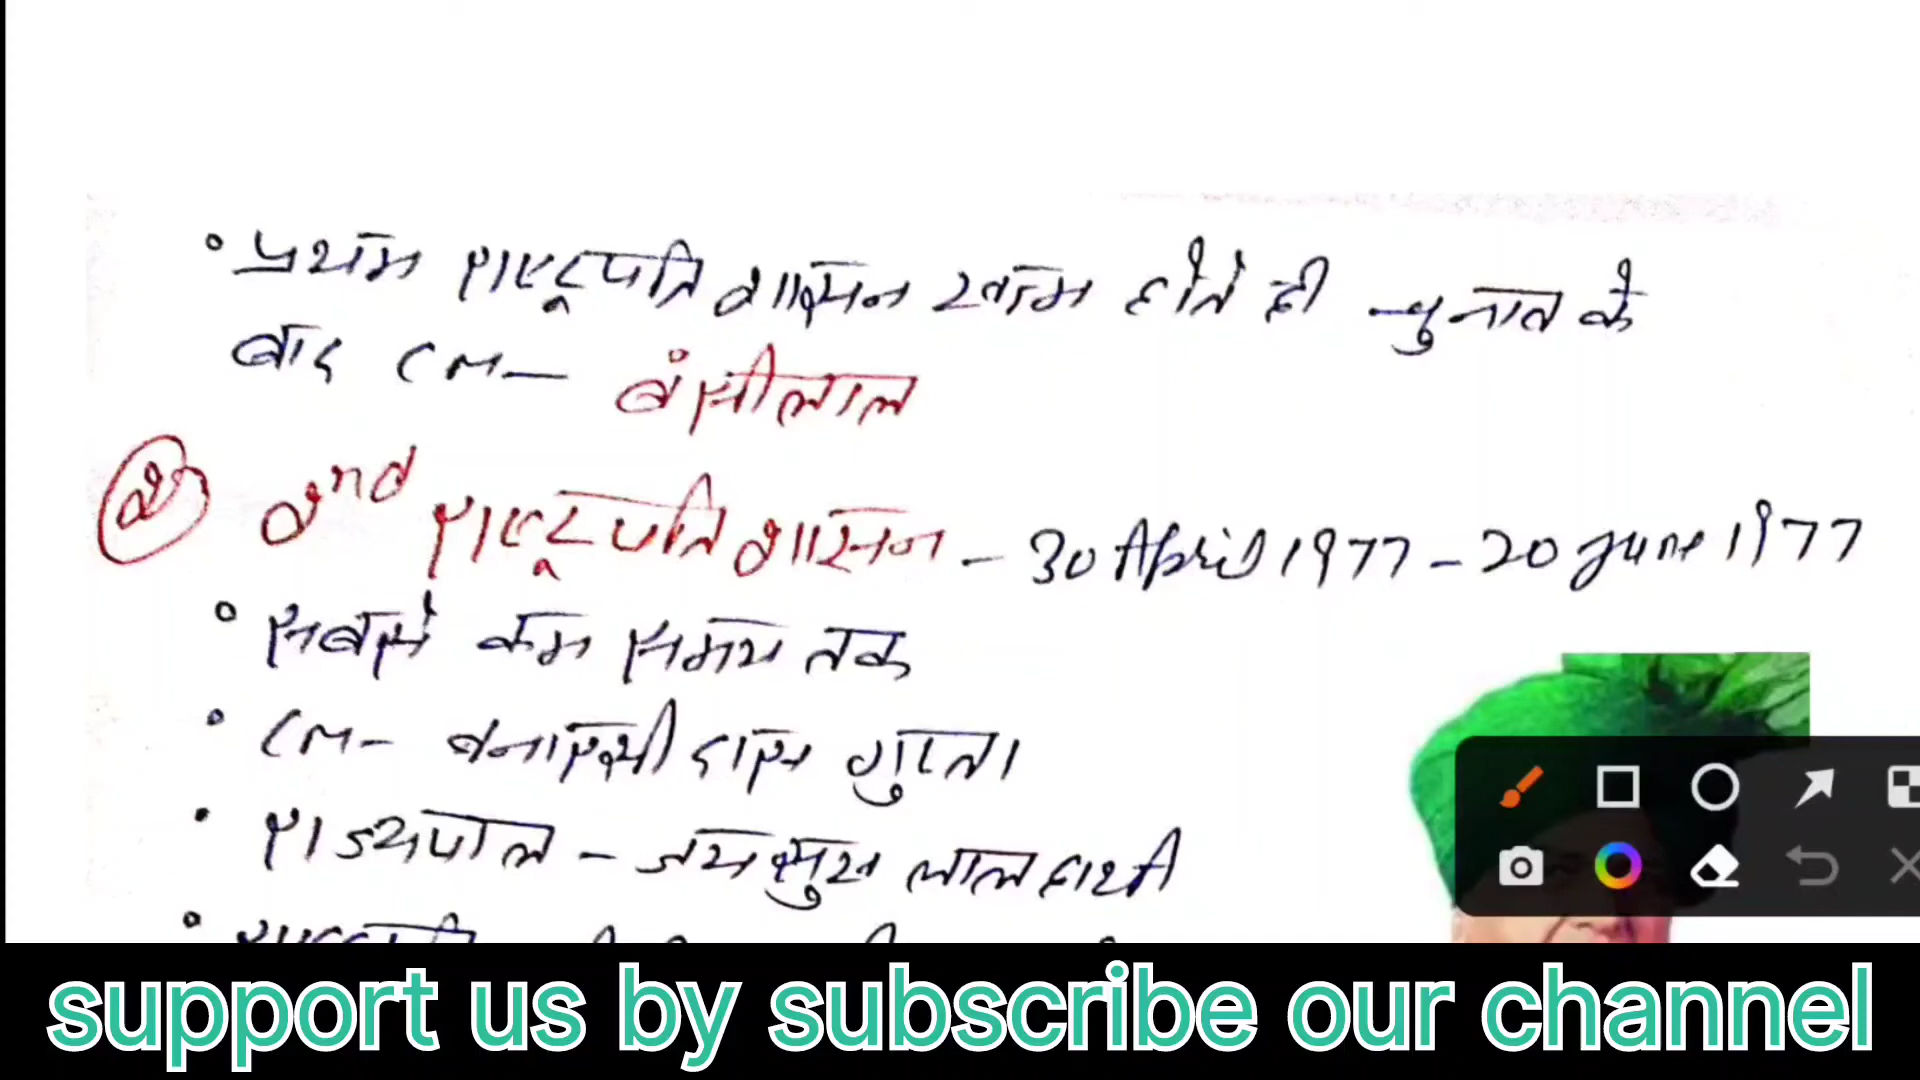 • प्रथम राष्ट्रपति शासन खत्म होते ही चुनाव के
बाद CM - बंसीलाल
② 2nd राष्ट्रपति शासन - 30 April 1977 - 20 June 1977
• सबसे कम समय तक
• CM - बनारसी दास गुप्ता
• राज्यपाल - जयसुख लाल हाथी
support us by subscribe our channel